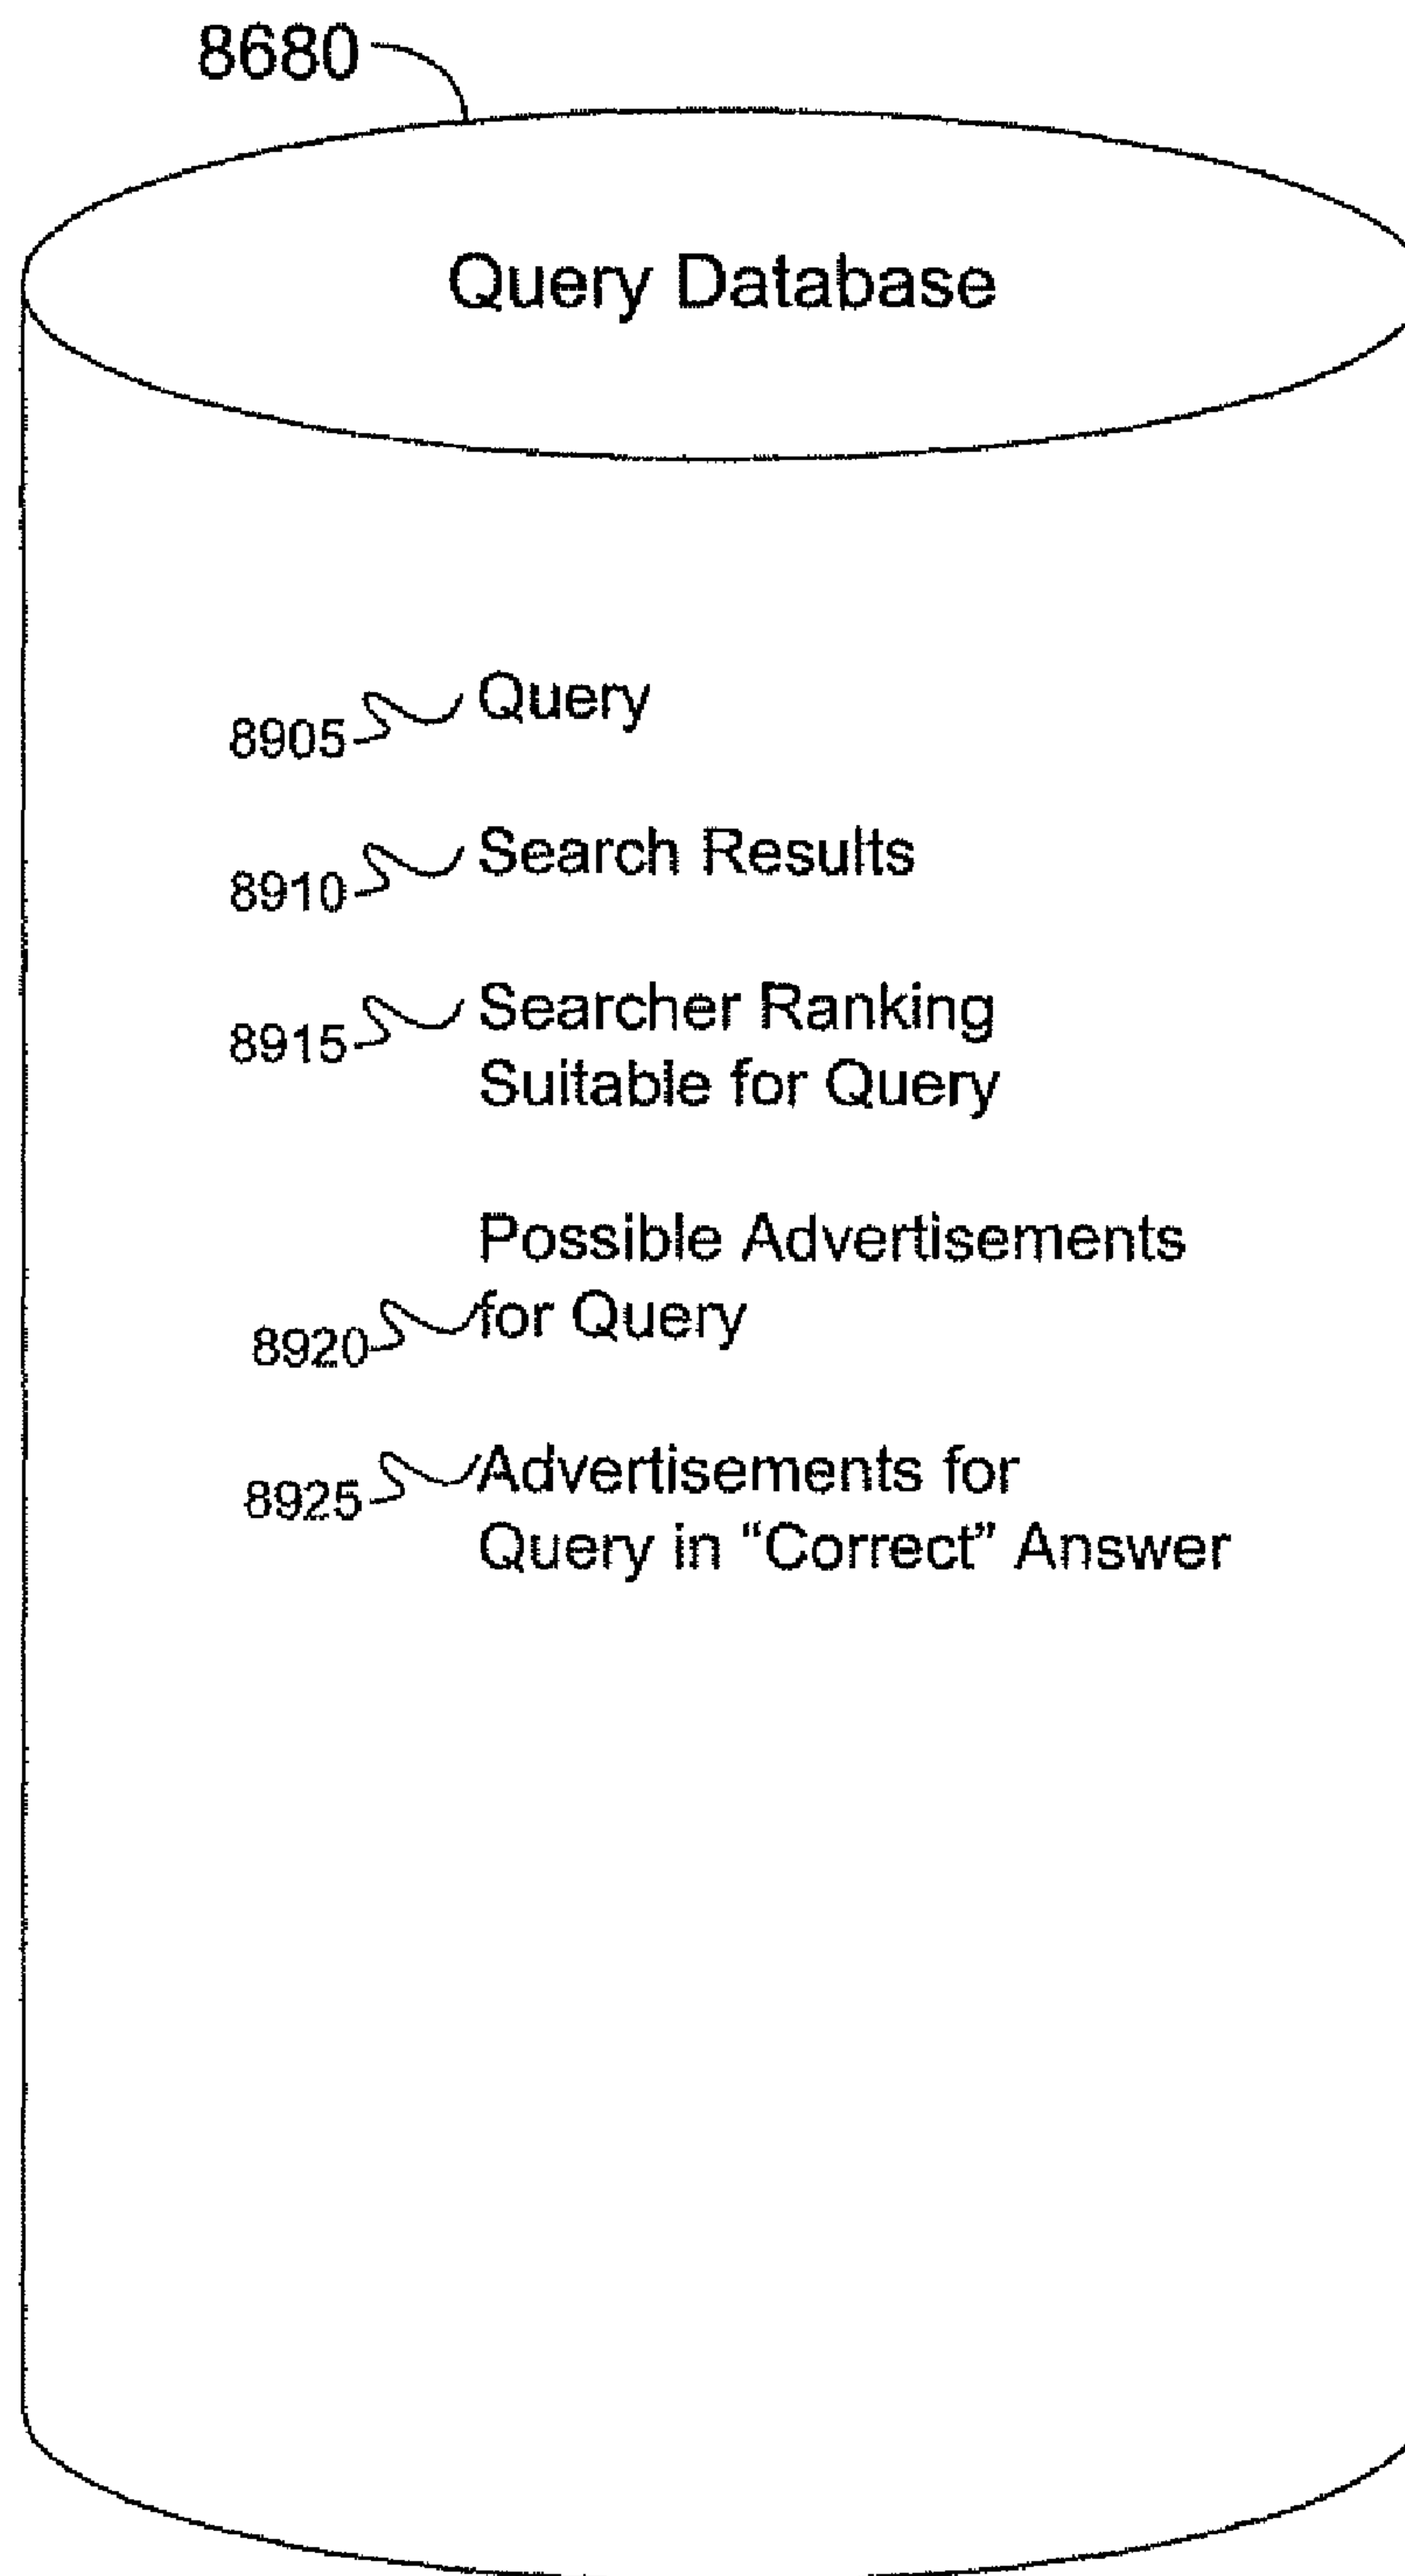 8680
Query Database
8905 Query
8910 Search Results
8915 Searcher Ranking
Suitable for Query
Possible Advertisements
8920 for Query
8925 Advertisements for
Query in “Correct” Answer